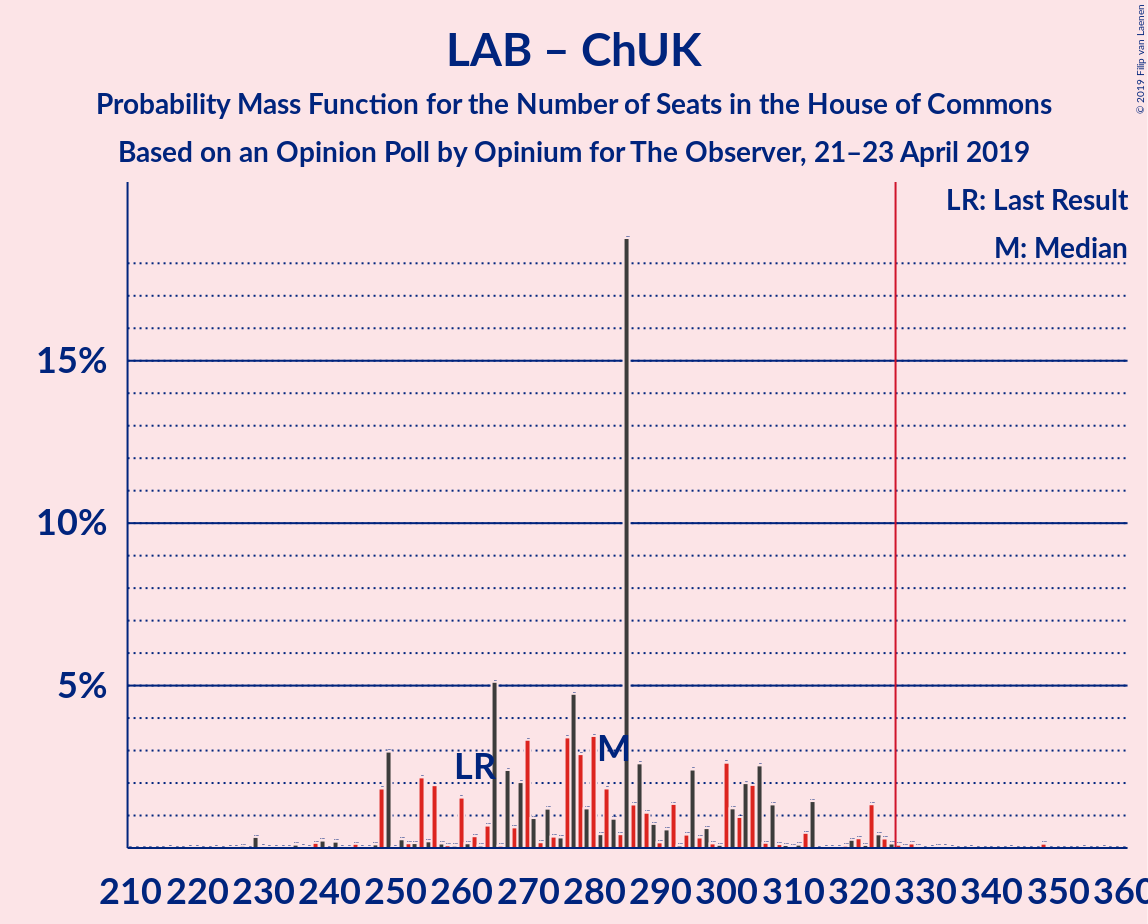 LAB – ChUK
Probability Mass Function for the Number of Seats in the House of Commons
Based on an Opinion Poll by Opinium for The Observer, 21–23 April 2019
© 2019 Filip van Laenen
LR: Last Result
M: Median
15%
10%
5%
LR
M
210 220 230 240 250 260 270 280 290 300 310 320 330 340 350 360